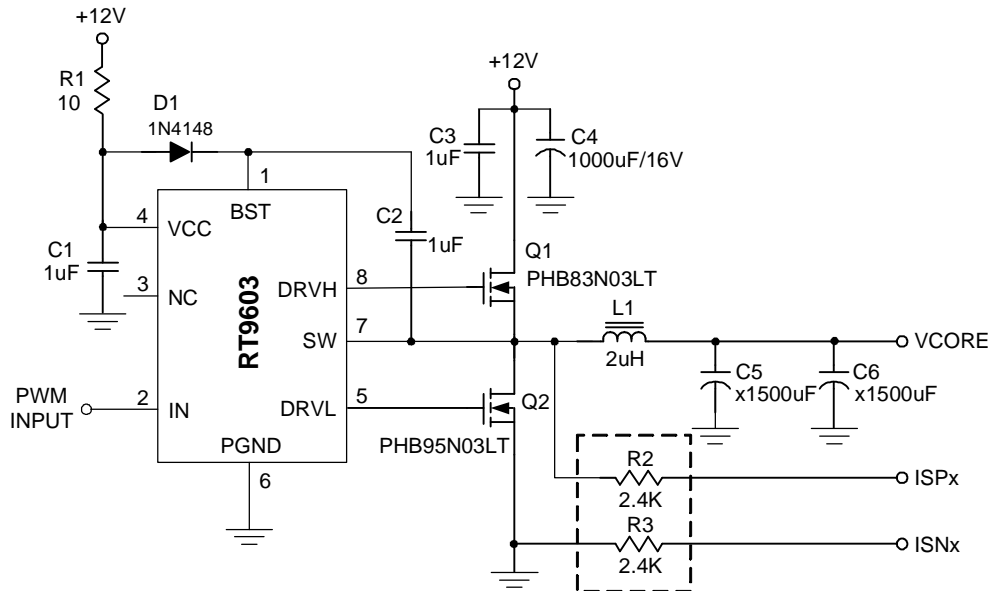 +12V
R1
10
D1
1N4148
+12V
C3
1uF
C4
1000uF/16V
1
BST
4
VCC
C1
1uF
C2
1uF
3
NC
RT9603
DRVH
8
Q1
PHB83N03LT
SW
7
L1
2uH
VCORE
C5
x1500uF
C6
x1500uF
PWM
INPUT
2
IN
DRVL
5
Q2
PHB95N03LT
PGND
6
R2
2.4K
ISPx
R3
2.4K
ISNx